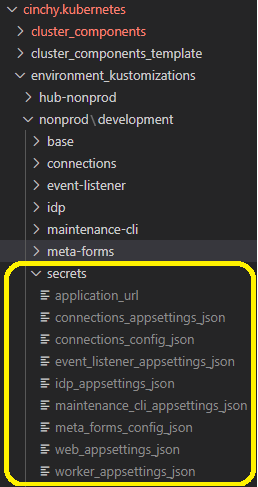 cinchy.kubernetes
cluster_components
cluster_components_template
environment_kustomizations
hub-nonprod
nonprod\development
base
connections
event-listener
idp
maintenance-cli
meta-forms
secrets
application_url
connections_appsettings_json
connections_config_json
event_listener_appsettings_json
idp_appsettings_json
maintenance_cli_appsettings_json
meta_forms_config_json
web_appsettings_json
worker_appsettings_json